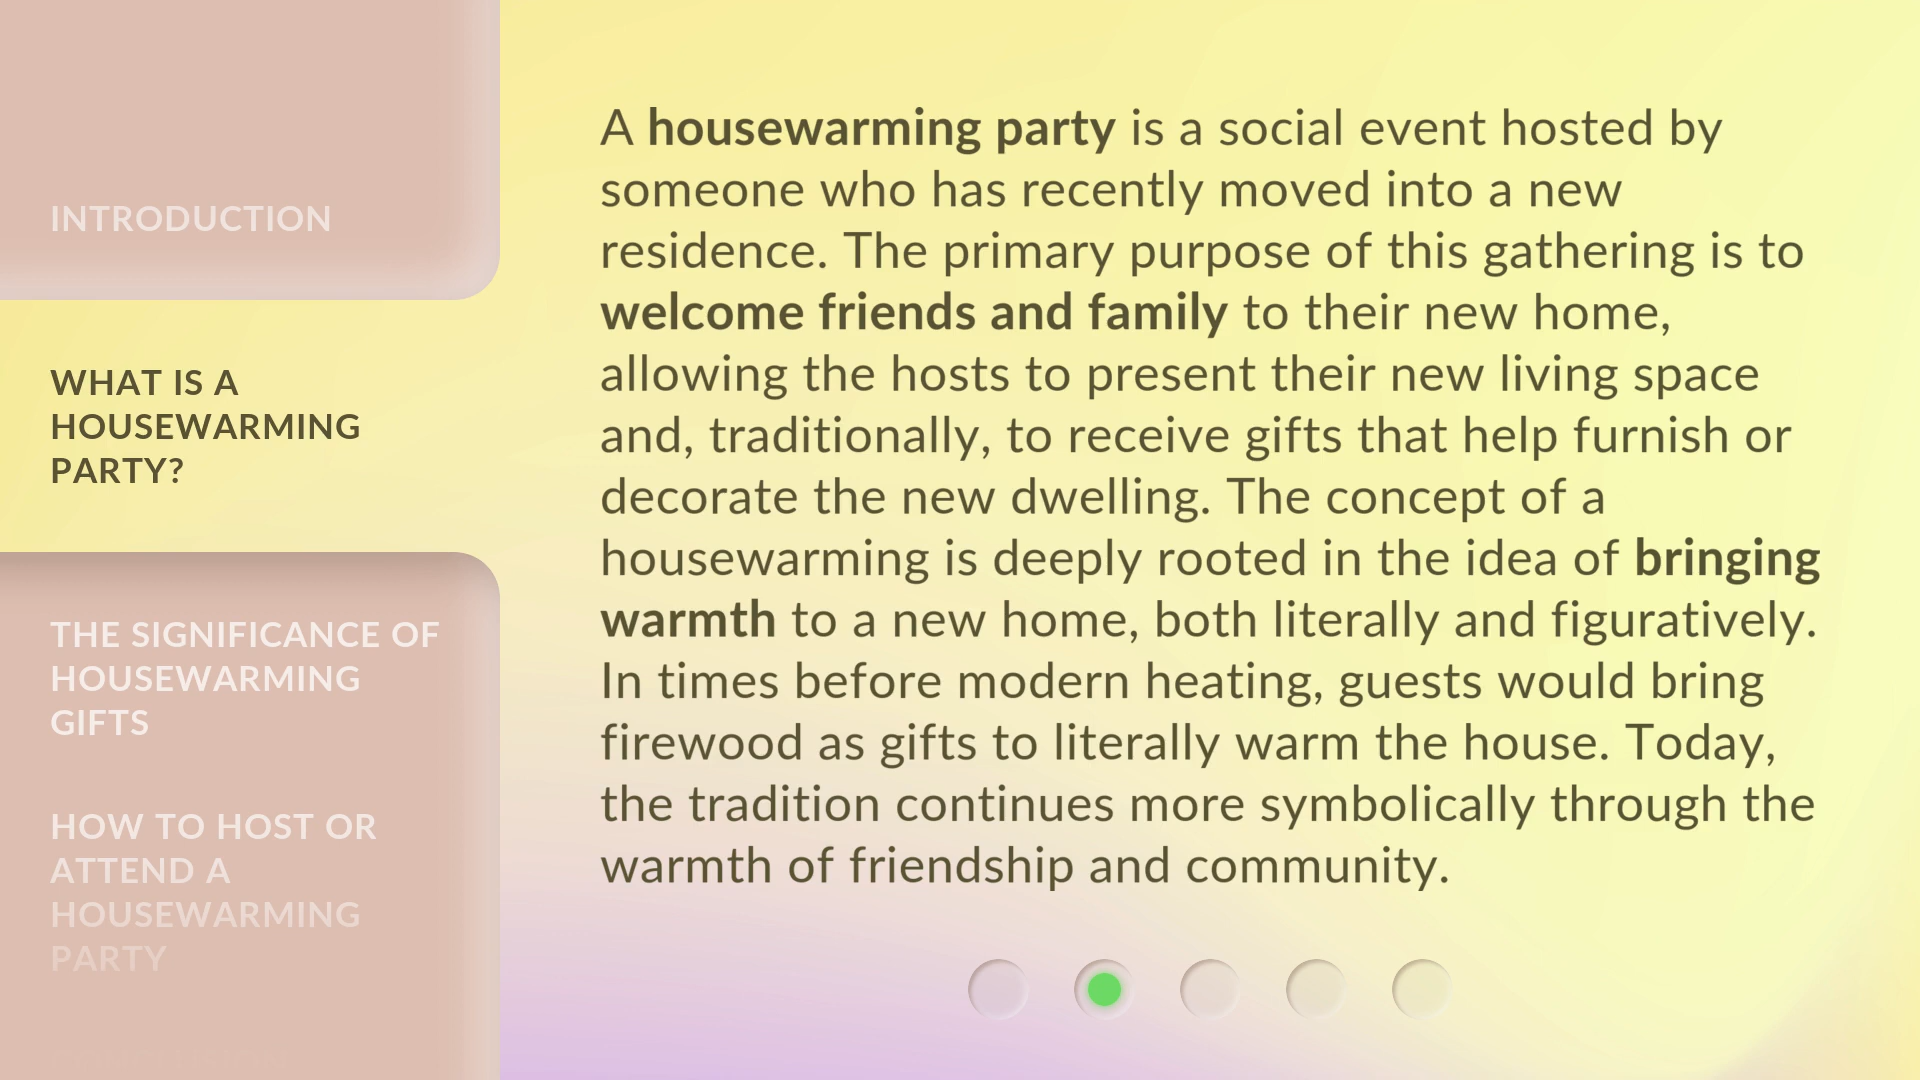 INTRODUCTION
WHAT IS A
HOUSEWARMING
PARTY?
THE SIGNIFICANCE OF
HOUSEWARMING
GIFTS
HOW TO HOST OR
ATTEND A
HOUSEWARMING
PARTY
A housewarming party is a social event hosted by
someone who has recently moved into a new
residence. The primary purpose of this gathering is to
welcome friends and family to their new home,
allowing the hosts to present their new living space
and, traditionally, to receive gifts that help furnish or
decorate the new dwelling. The concept of a
housewarming is deeply rooted in the idea of bringing
warmth to a new home, both literally and figuratively.
In times before modern heating, guests would bring
firewood as gifts to literally warm the house. Today,
the tradition continues more symbolically through the
warmth of friendship and community.